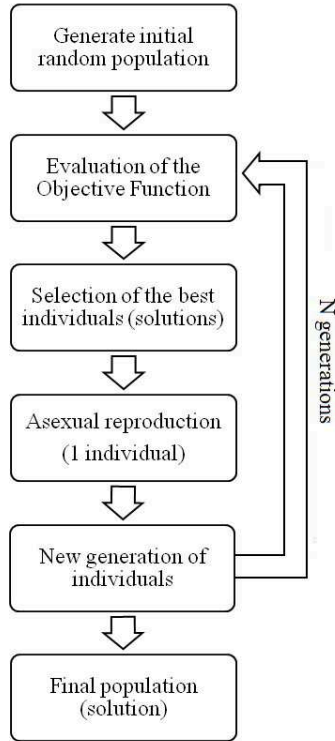 Generate initial
random population
Evaluation of the
Objective Function
Selection of the best
individuals (solutions)
Asexual reproduction
(1 individual)
New generation of
individuals
Final population
(solution)
N generations